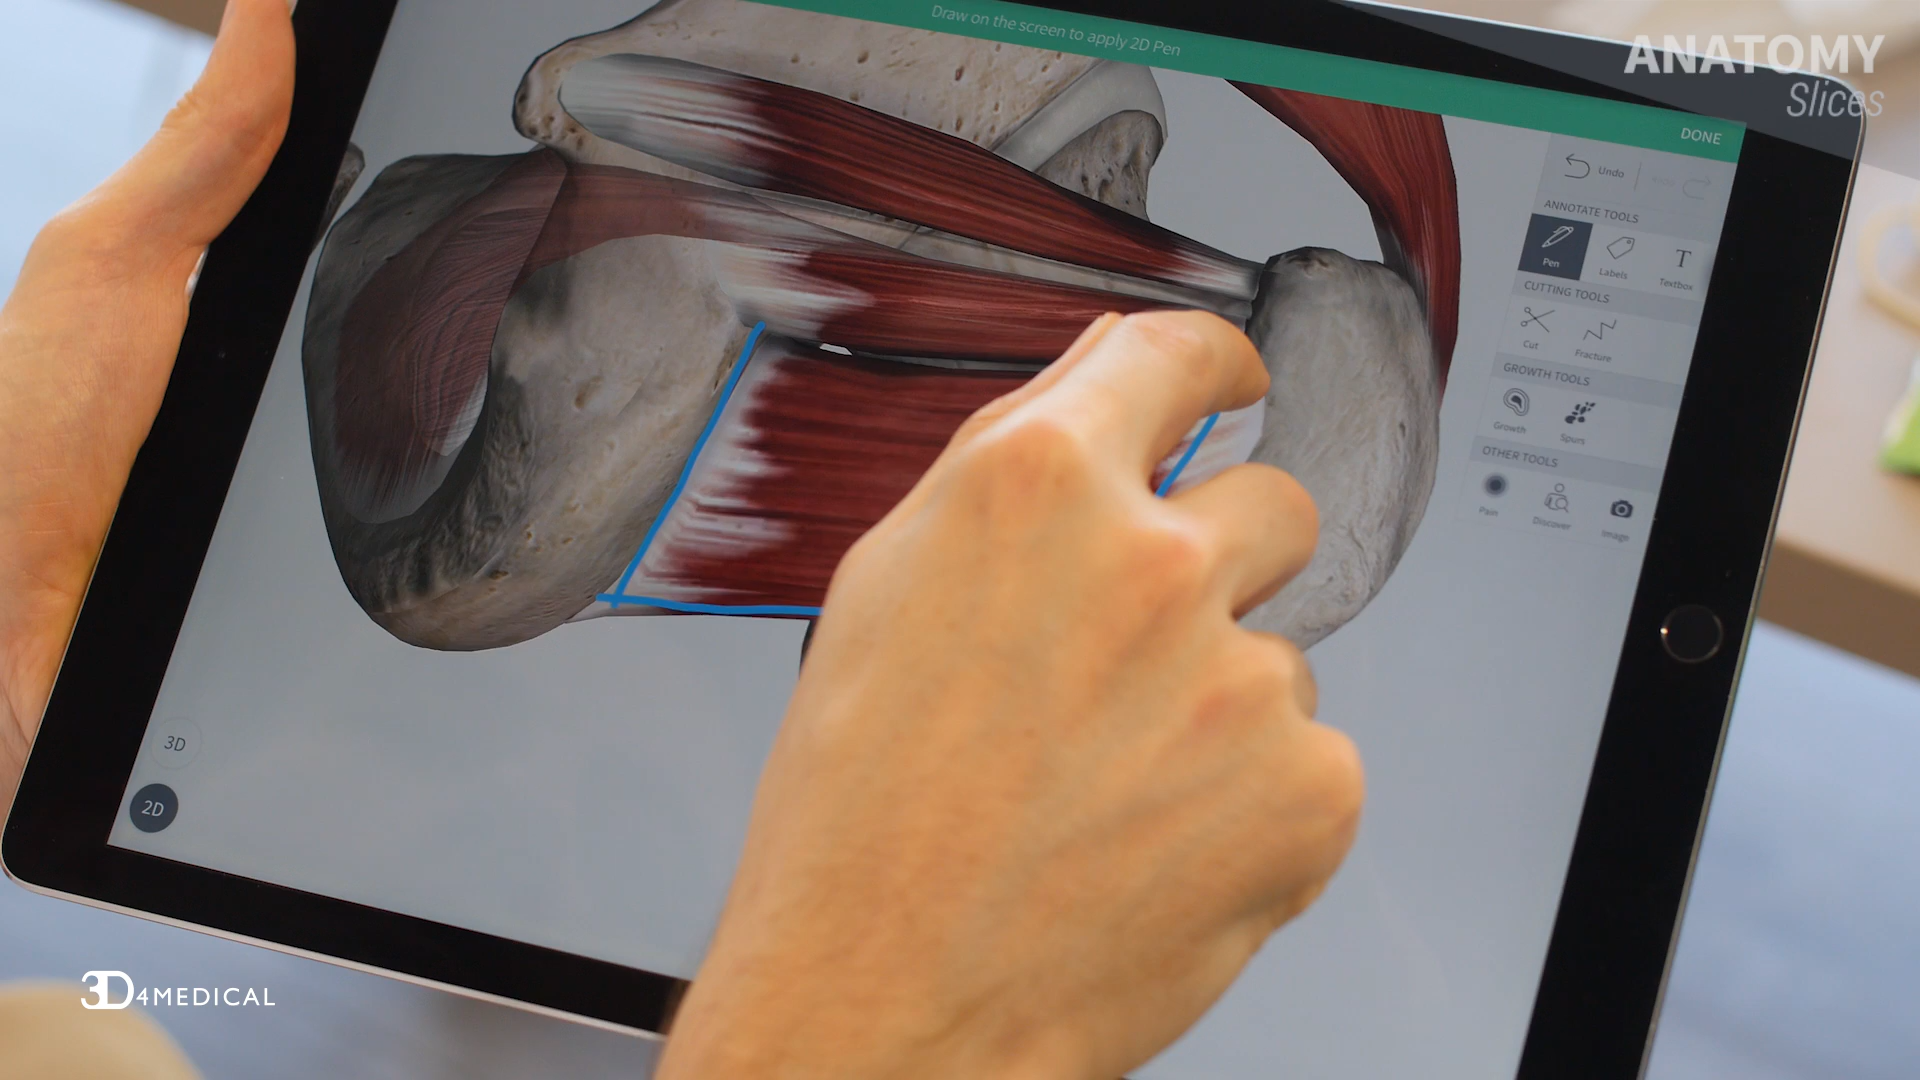 ANATOMY
Slices
Draw on the screen to apply 2D Pen
DONE
Undo
ANNOTATE TOOLS
Pen
Labels
Textbox
CUTTING TOOLS
Cut
Fracture
GROWTH TOOLS
Growth
Spurs
OTHER TOOLS
Pain
Discover
Image
3D
2D
3D4MEDICAL